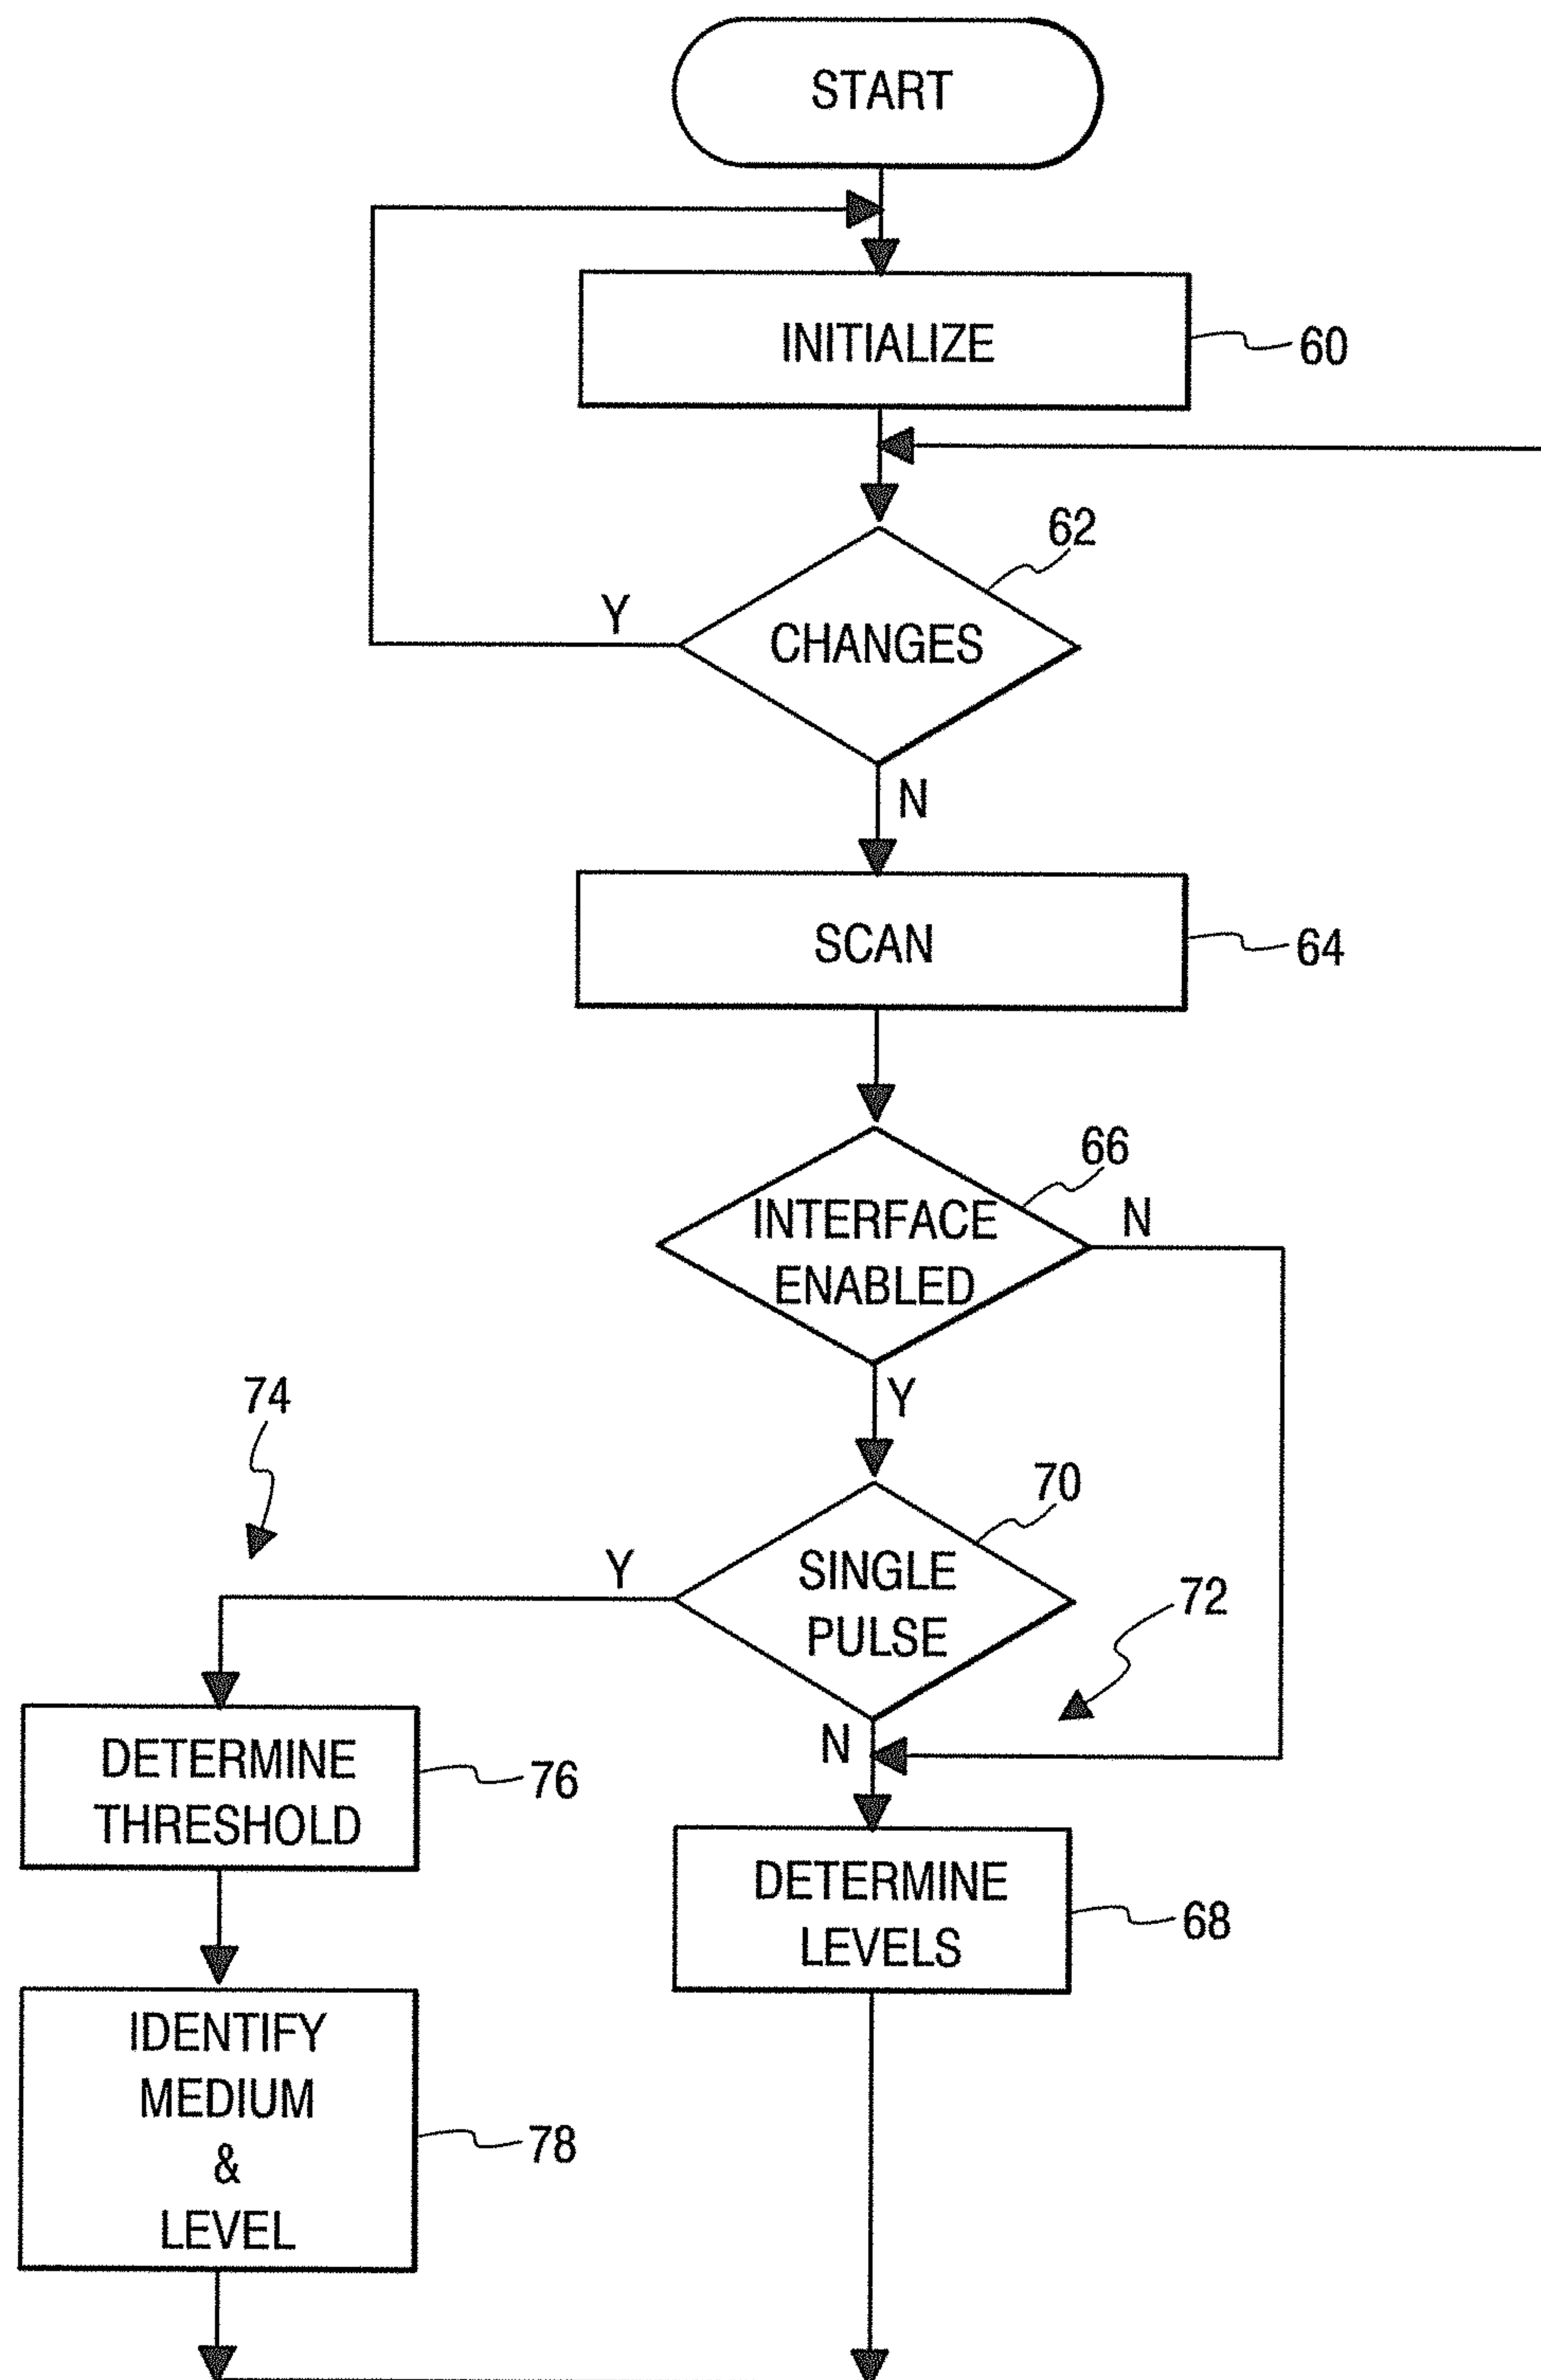 START
INITIALIZE
60
62
Y
CHANGES
N
SCAN
64
66
INTERFACE
ENABLED
N
Y
74
70
Y
SINGLE
PULSE
72
N
DETERMINE
THRESHOLD
76
DETERMINE
LEVELS
68
IDENTIFY
MEDIUM
&
LEVEL
78